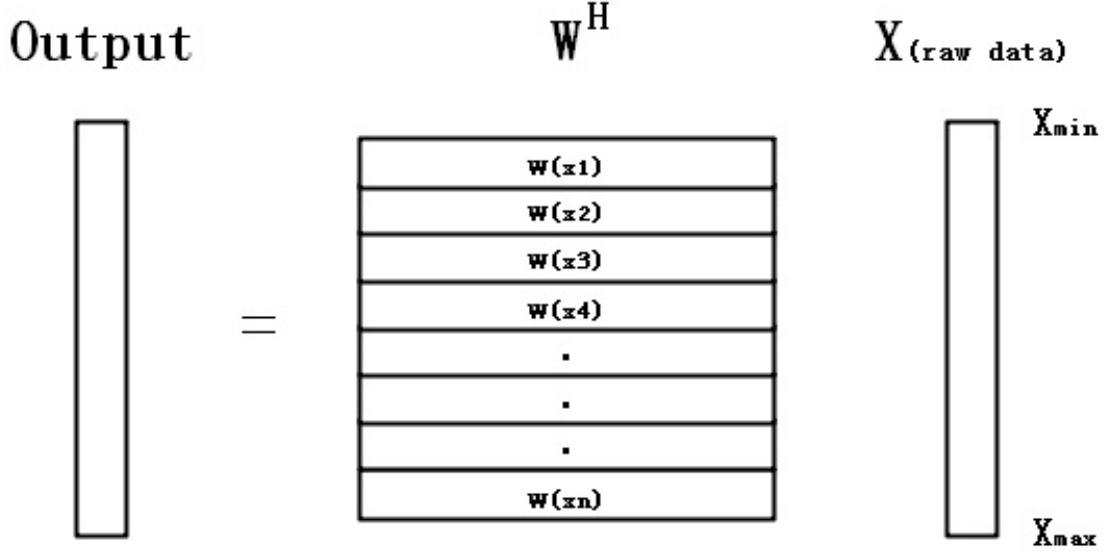 Output W^H X(raw data)
Xmin
W(x1)
W(x2)
W(x3)
=
W(x4)
.
.
.
W(xn)
Xmax